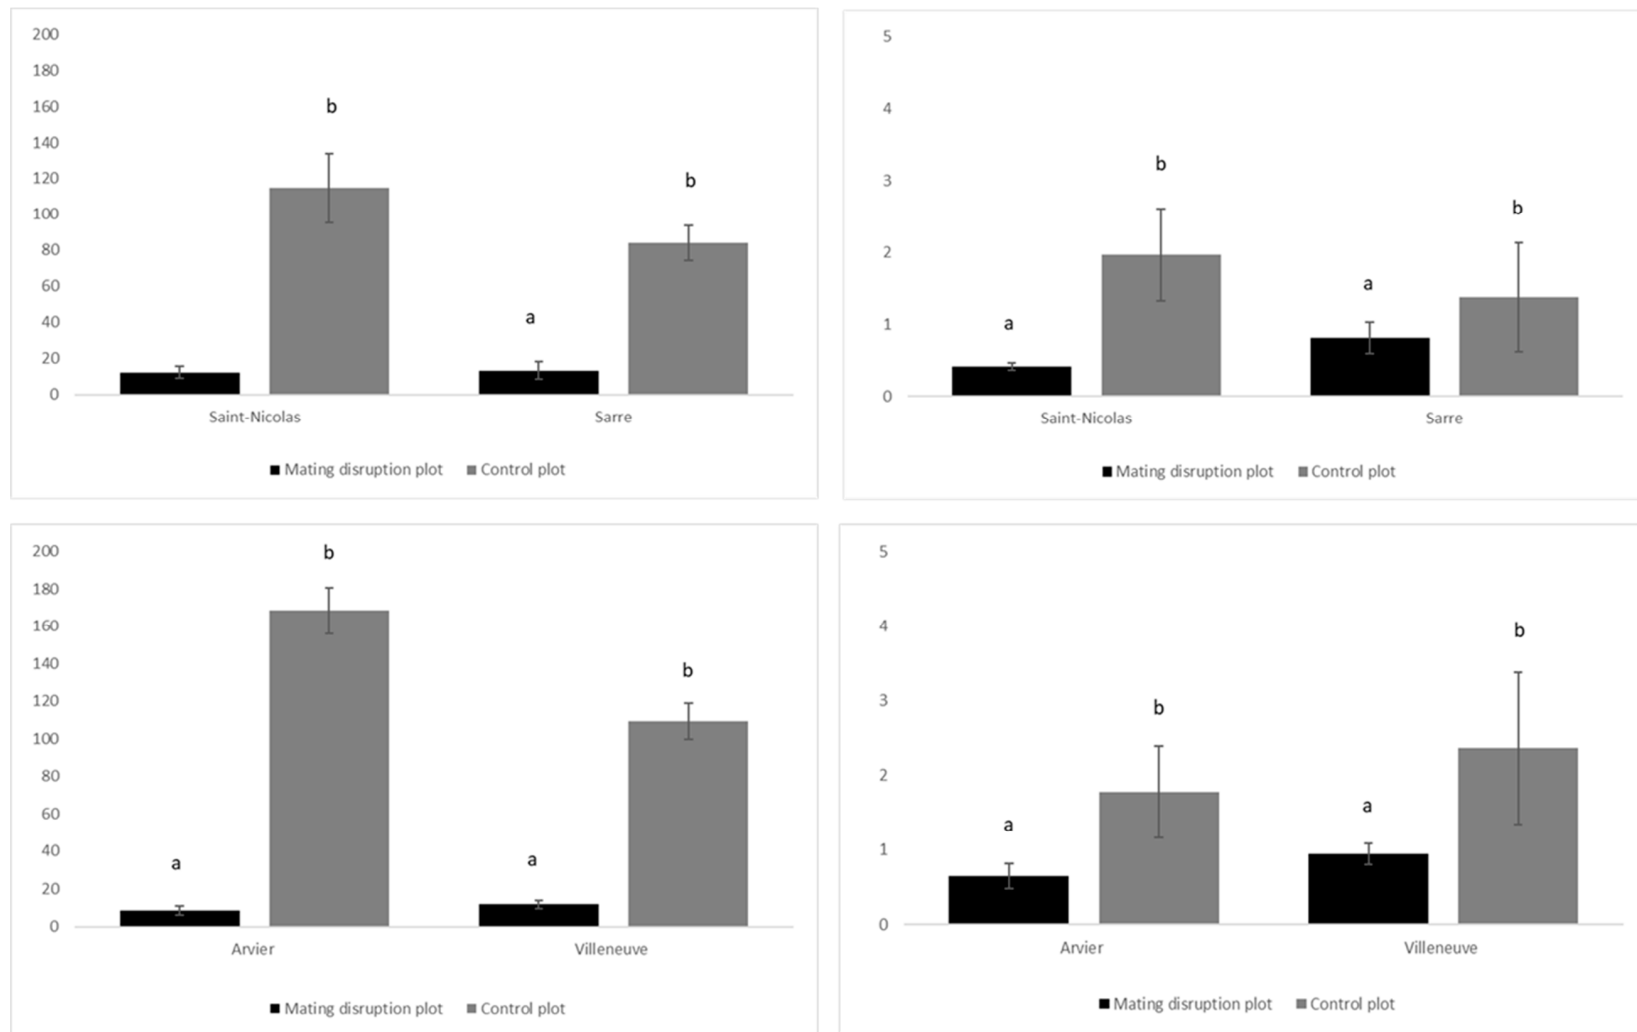 200
180
160
140
120
100
80
60
40
20
0
b
a
b
Saint-Nicolas Sarre
Mating disruption plot Control plot
5
4
3
2
1
0
a
b
a
b
Saint-Nicolas Sarre
Mating disruption plot Control plot
200
180
160
140
120
100
80
60
40
20
0
a
b
a
b
Arvier Villeneuve
Mating disruption plot Control plot
5
4
3
2
1
0
a
b
a
b
Arvier Villeneuve
Mating disruption plot Control plot